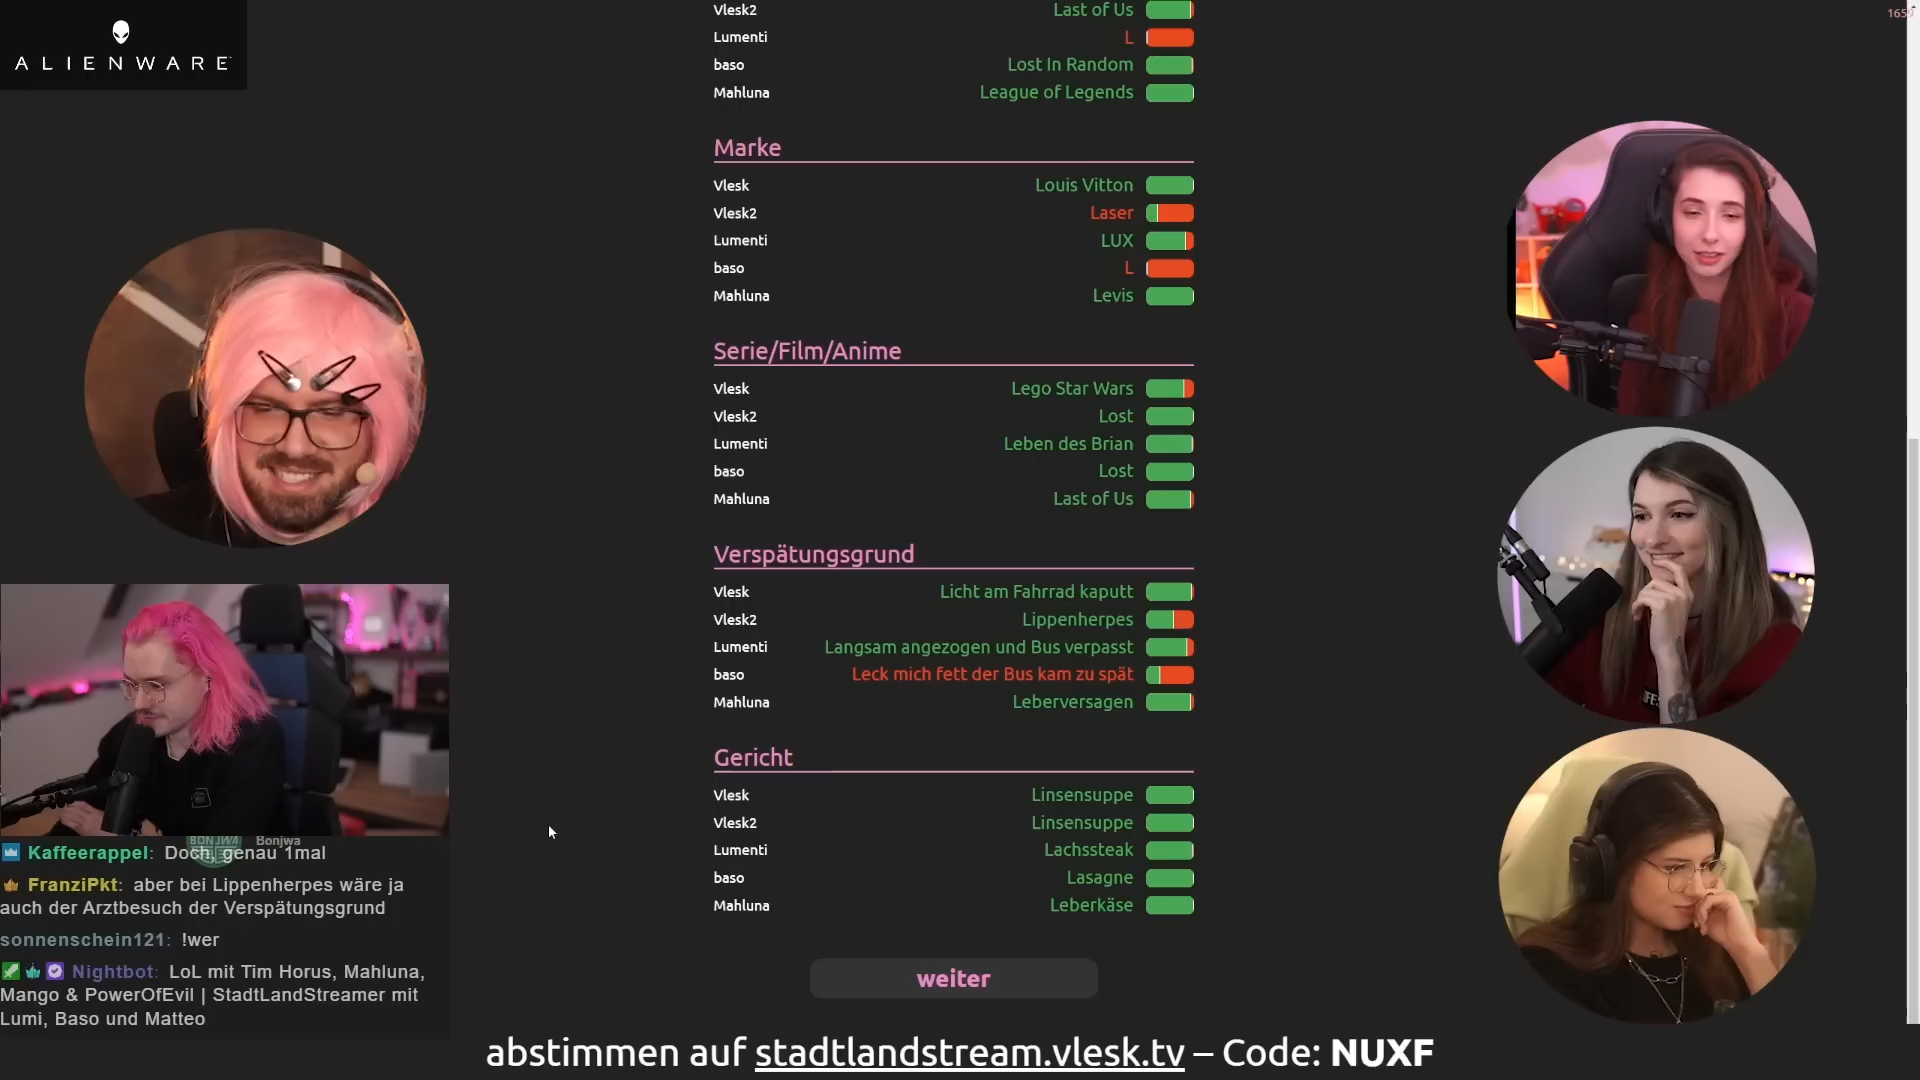 ALIENWARE
165
Vlesk2 Last of Us
Lumenti L
baso Lost In Random
Mahluna League of Legends
Marke
Vlesk Louis Vitton
Vlesk2 Laser
Lumenti LUX
baso L
Mahluna Levis
Serie/Film/Anime
Vlesk Lego Star Wars
Vlesk2 Lost
Lumenti Leben des Brian
baso Lost
Mahluna Last of Us
Verspätungsgrund
Vlesk Licht am Fahrrad kaputt
Vlesk2 Lippenherpes
Lumenti Langsam angezogen und Bus verpasst
baso Leck mich fett der Bus kam zu spät
Mahluna Leberversagen
Gericht
Vlesk Linsensuppe
Vlesk2 Linsensuppe
Lumenti Lachssteak
baso Lasagne
Mahluna Leberkäse
weiter
BONJWA Bonjwa
Kaffeerappel: Doch, genau 1mal
FranziPkt: aber bei Lippenherpes wäre ja
auch der Arztbesuch der Verspätungsgrund
sonnenschein121: !wer
Nightbot: LoL mit Tim Horus, Mahluna,
Mango & PowerOfEvil | StadtLandStreamer mit
Lumi, Baso und Matteo
abstimmen auf stadtlandstream.vlesk.tv – Code: NUXF